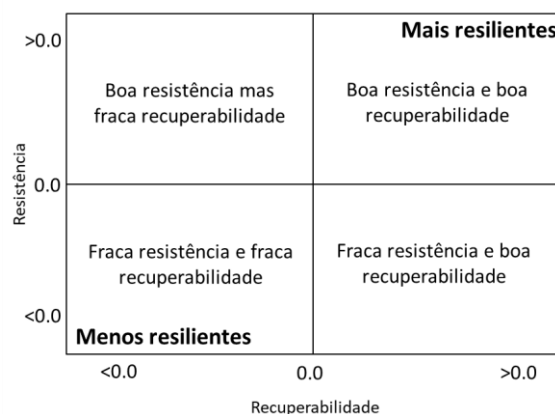 Mais resilientes
>0.0
Boa resistência mas
fraca recuperabilidade
Boa resistência e boa
recuperabilidade
Resistência
0.0
Fraca resistência e fraca
recuperabilidade
Fraca resistência e boa
recuperabilidade
<0.0
Menos resilientes
<0.0
0.0
>0.0
Recuperabilidade